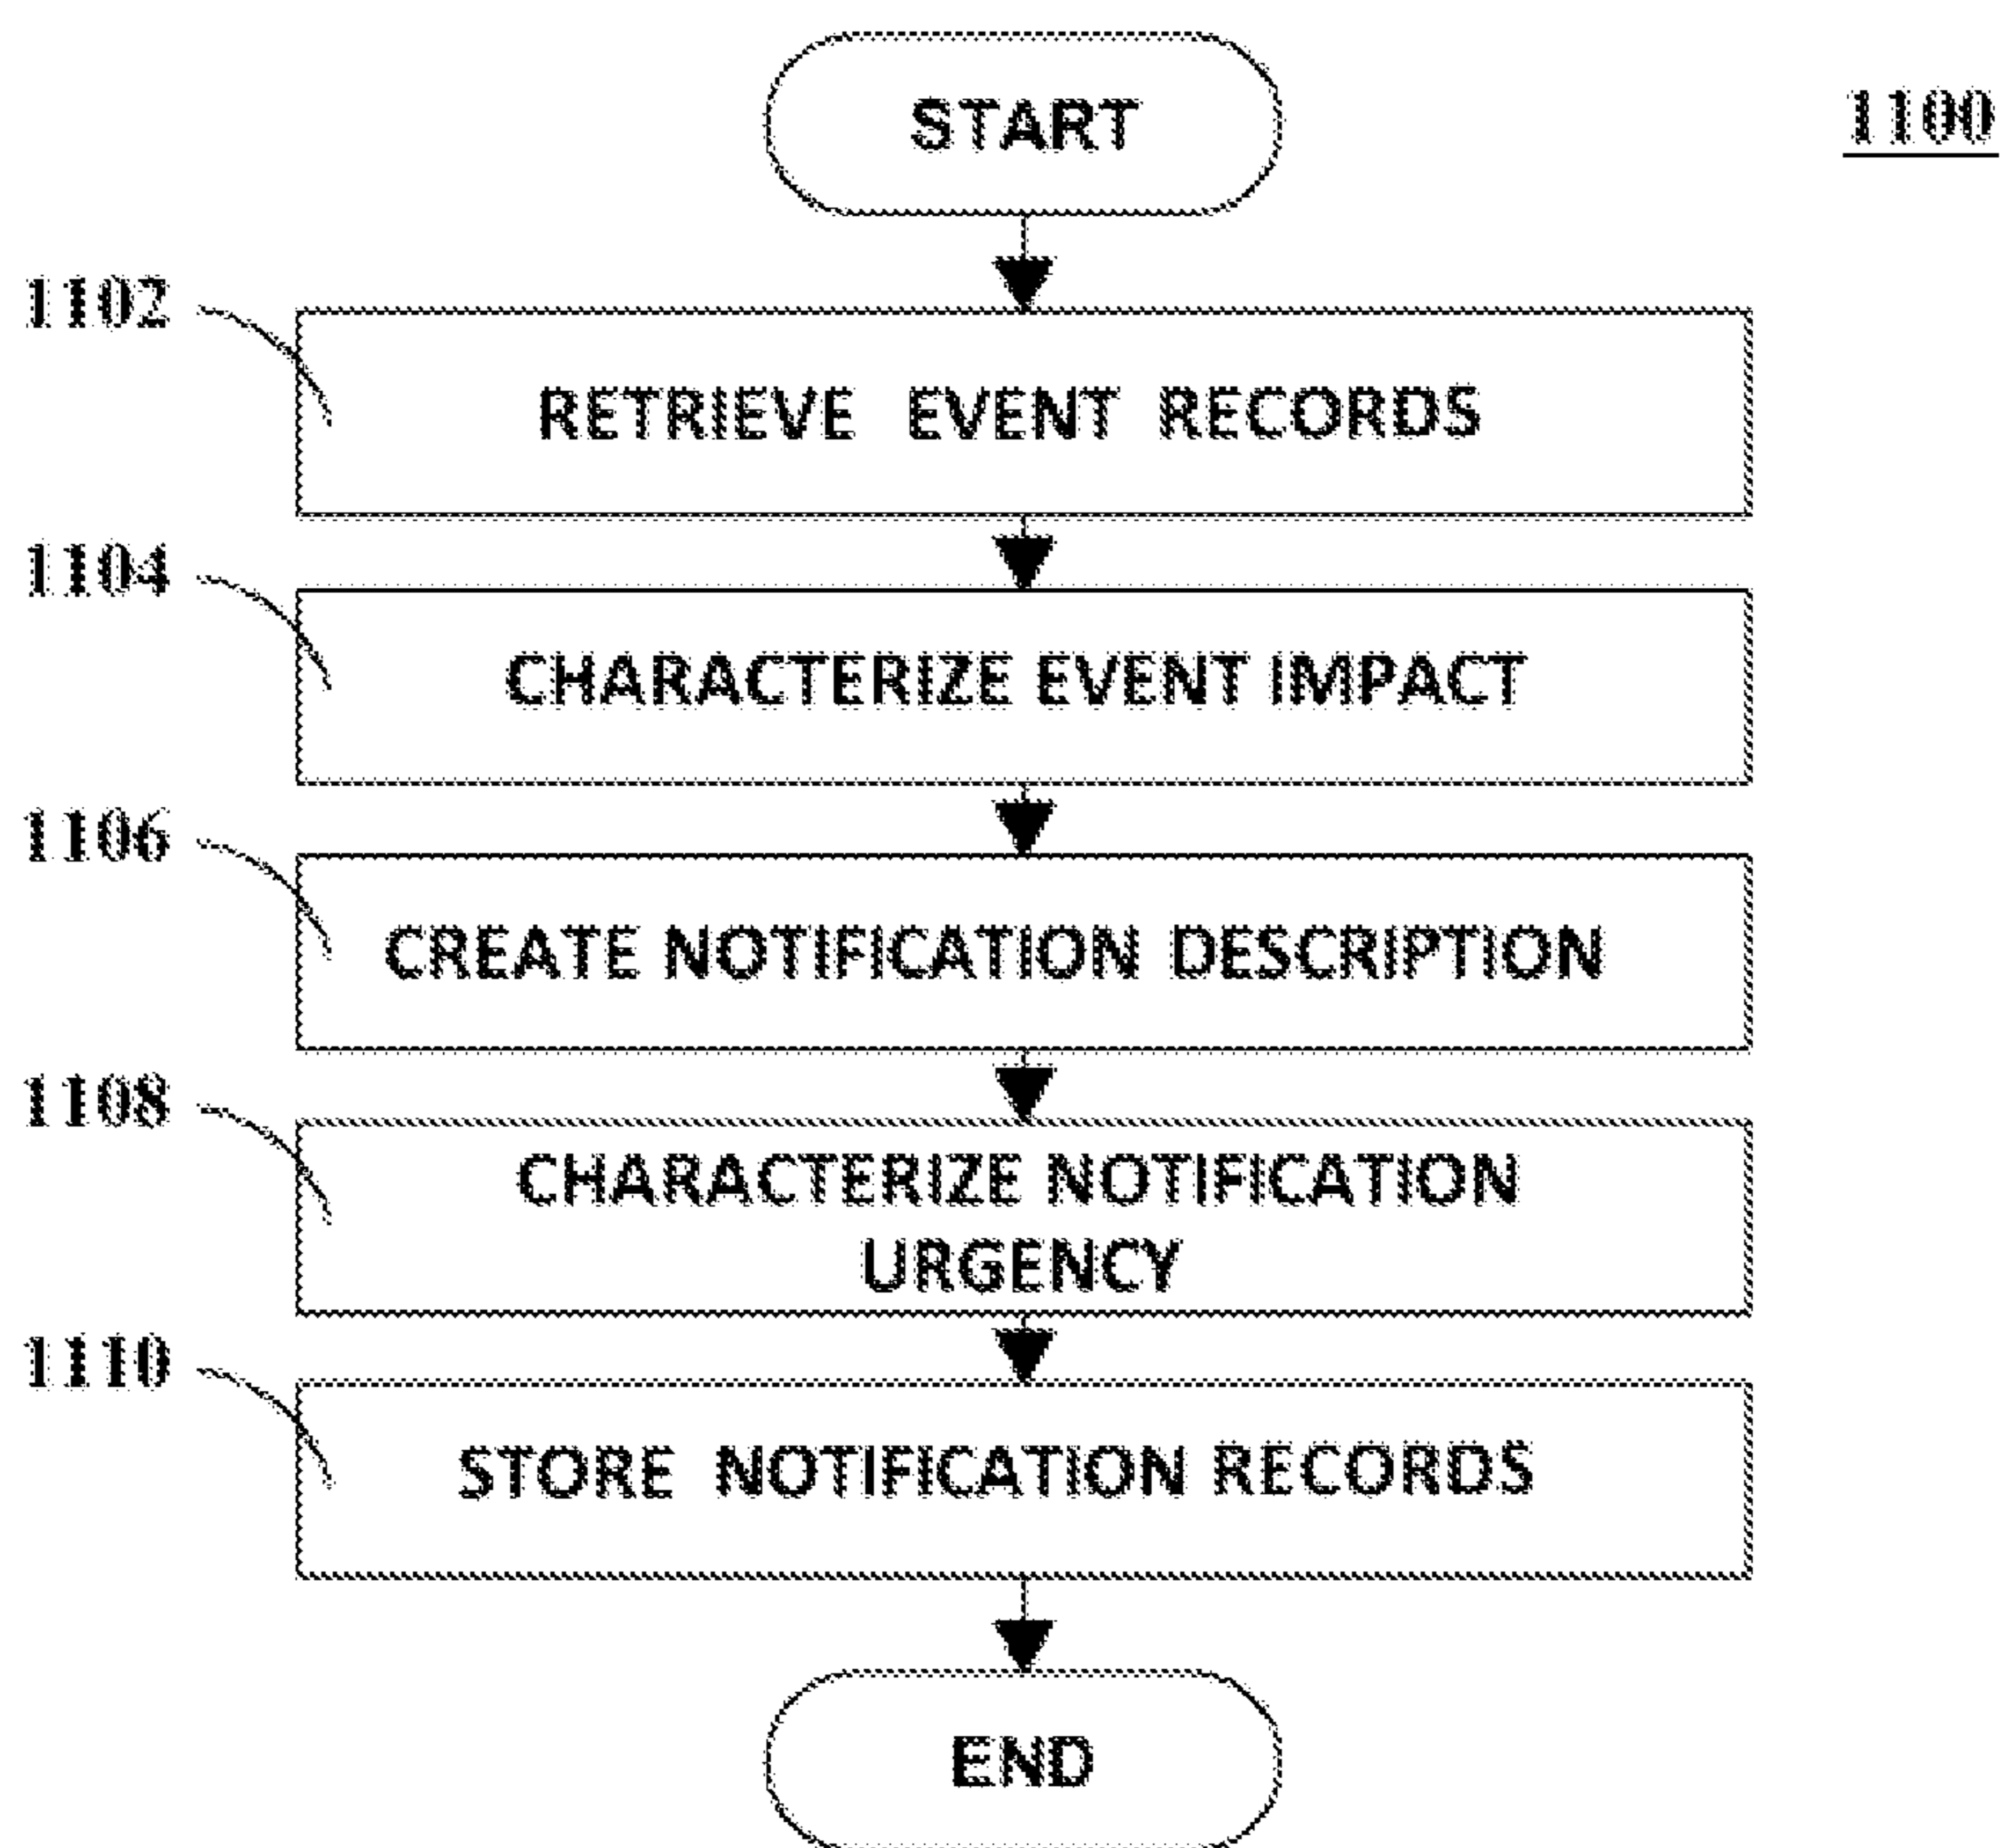 START
1100
1102
RETRIEVE EVENT RECORDS
1104
CHARACTERIZE EVENT IMPACT
1106
CREATE NOTIFICATION DESCRIPTION
1108
CHARACTERIZE NOTIFICATION
URGENCY
1110
STORE NOTIFICATION RECORDS
END